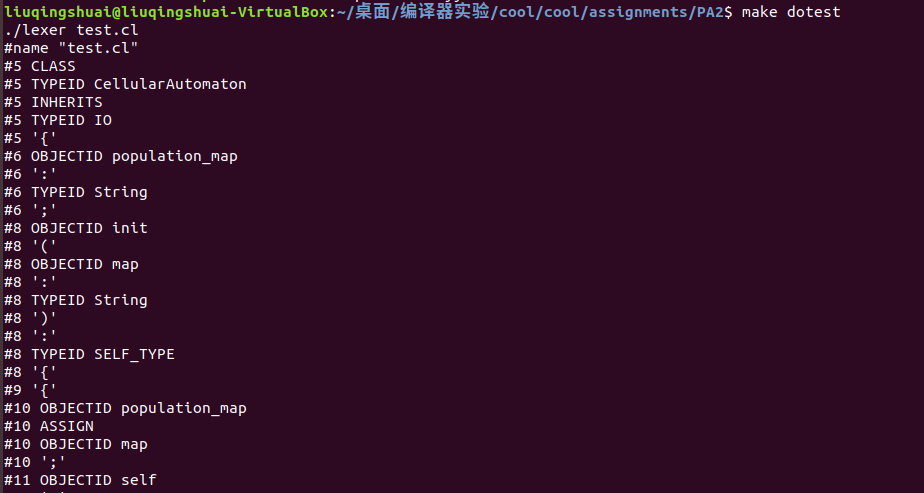 liuqingshuai@liuqingshuai-VirtualBox:~/桌面/编译器实验/cool/cool/assignments/PA2$ make dotest
./lexer test.cl
#name "test.cl"
#5 CLASS
#5 TYPEID CellularAutomaton
#5 INHERITS
#5 TYPEID IO
#5 '{'
#6 OBJECTID population_map
#6 ':'
#6 TYPEID String
#6 ';'
#8 OBJECTID init
#8 '('
#8 OBJECTID map
#8 ':'
#8 TYPEID String
#8 ')'
#8 ':'
#8 TYPEID SELF_TYPE
#8 '{'
#9 '{'
#10 OBJECTID population_map
#10 ASSIGN
#10 OBJECTID map
#10 ';'
#11 OBJECTID self